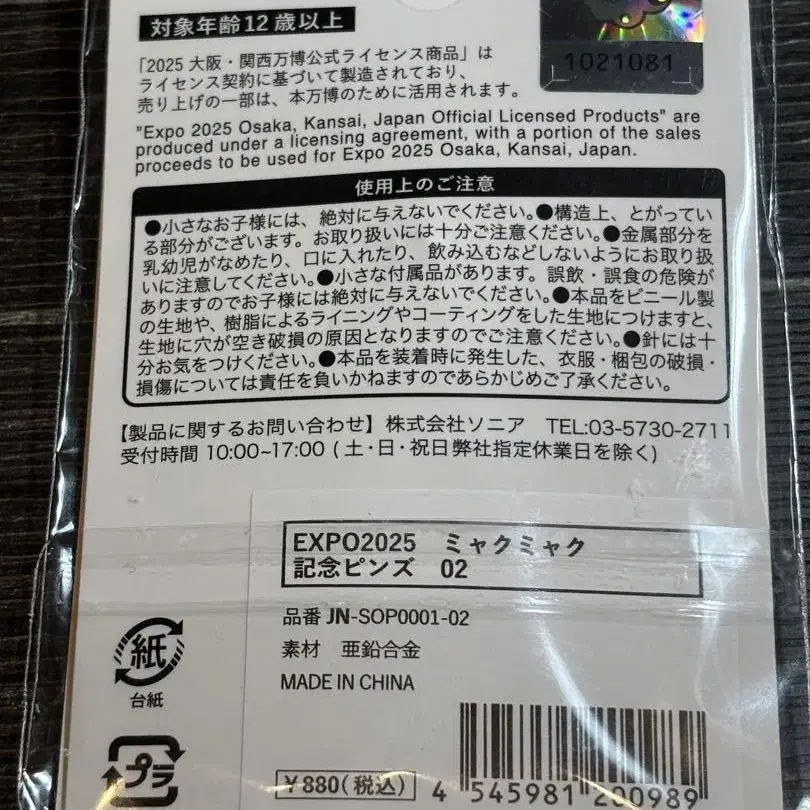 対象年齢12歳以上
1021081
「2025 大阪・関西万博公式ライセンス商品」は
ライセンス契約に基づいて製造されており、
売り上げの一部は、本万博のために活用されます。
"Expo 2025 Osaka, Kansai, Japan Official Licensed Products" are
produced under a licensing agreement, with a portion of the sales
proceeds to be used for Expo 2025 Osaka, Kansai, Japan.
使用上のご注意
●小さなお子様には、絶対に与えないでください。●構造上、とがってい
る部分がございます。お取り扱いには十分ご注意ください。●金属部分を
乳幼児がなめたり、口に入れたり、飲み込むなどしないようにお取り扱
いに注意してください。●小さな付属品があります。誤飲・誤食の危険が
ありますのでお子様には絶対に与えないでください。●本品をビニール製
の生地や、樹脂によるライニングやコーティングをした生地につけますと、
生地に穴が空き破損の原因となりますのでご注意ください。●針には十
分お気をつけください。●本品を装着時に発生した、衣服・梱包の破損・
損傷については責任を負いかねますのであらかじめご了承ください。
【製品に関するお問い合わせ】株式会社ソニア TEL:03-5730-2711
受付時間 10:00~17:00 (土・日・祝日弊社指定休業日を除く)
EXPO2025 ミャクミャク
記念ピンズ 02
品番 JN-SOP0001-02
素材 亜鉛合金
MADE IN CHINA
紙
台紙
プラ
¥880(税込)
4 545981 200989